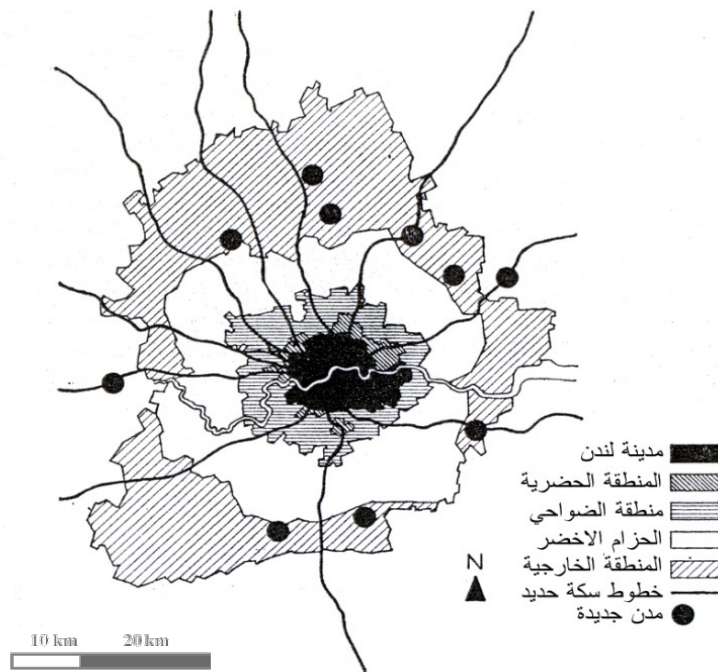 مدينة لندن
المنطقة الحضرية
منطقة الضواحي
الحزام الاخضر
المنطقة الخارجية
خطوط سكة حديد
مدن جديدة
N
10 km 20 km